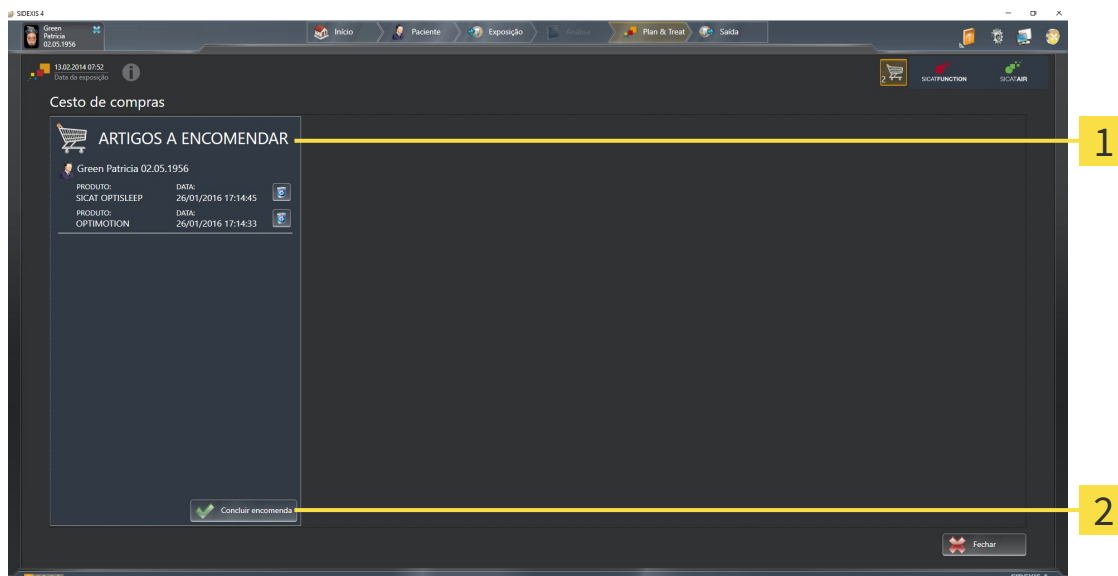 SIDEXIS 4
Green
Patricia
02.05.1956
Início
Paciente
Exposição
Análise
Plan & Treat
Saída
13.02.2014 07:52
Data da exposição
2
SICATFUNCTION
SICATAIR
Cesto de compras
ARTIGOS A ENCOMENDAR
1
Green Patricia 02.05.1956
PRODUTO: DATA:
SICAT OPTISLEEP 26/01/2016 17:14:45
PRODUTO: DATA:
OPTIMOTION 26/01/2016 17:14:33
Concluir encomenda
2
Fechar
SIDEXIS 4